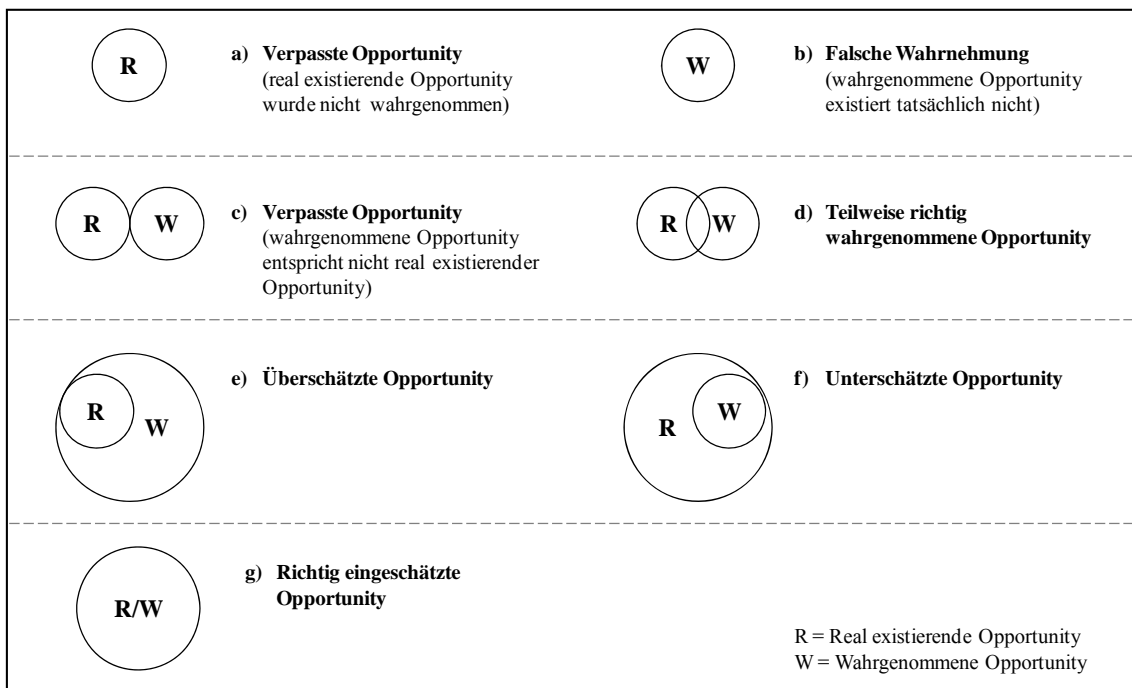 R
a) Verpasste Opportunity
(real existierende Opportunity
wurde nicht wahrgenommen)
W
b) Falsche Wahrnehmung
(wahrgenommene Opportunity
existiert tatsächlich nicht)
R W
c) Verpasste Opportunity
(wahrgenommene Opportunity
entspricht nicht real existierender
Opportunity)
R W
d) Teilweise richtig
wahrgenommene Opportunity
R
W
e) Überschätzte Opportunity
R
W
f) Unterschätzte Opportunity
R/W
g) Richtig eingeschätzte
Opportunity
R = Real existierende Opportunity
W = Wahrgenommene Opportunity